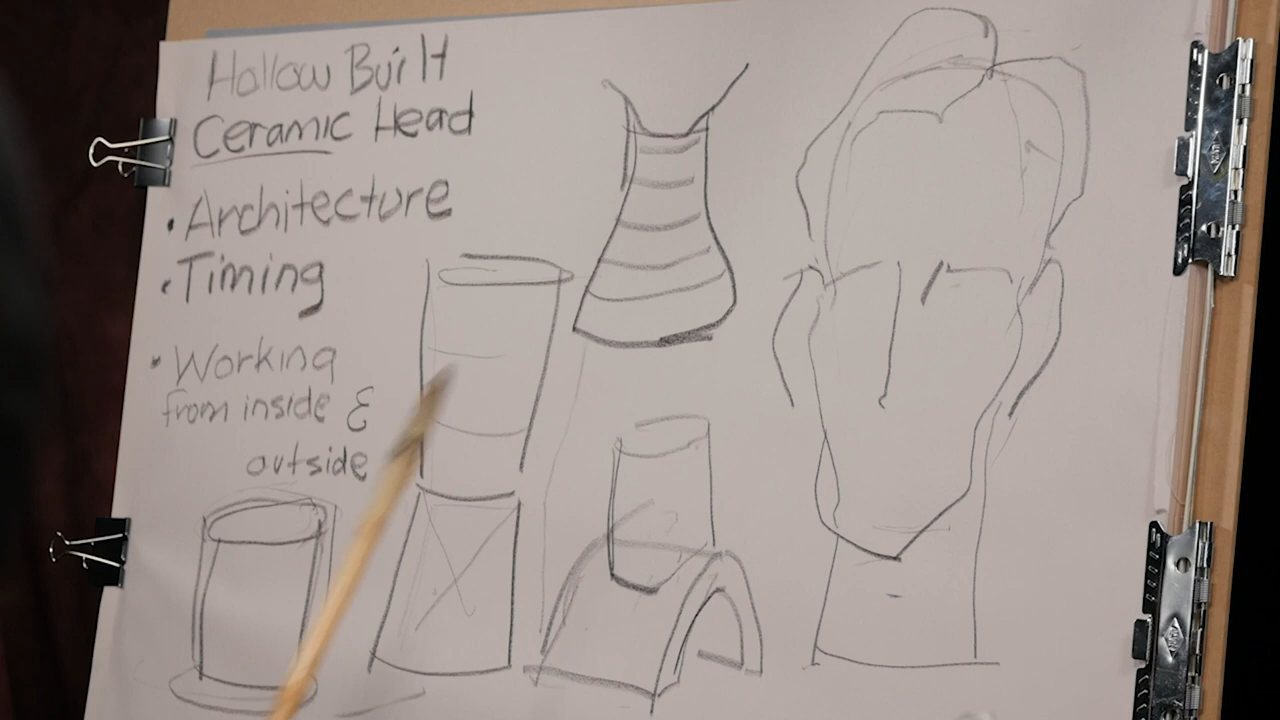 Hollow Built
Ceramic Head
• Architecture
• Timing
• Working
from inside &
outside